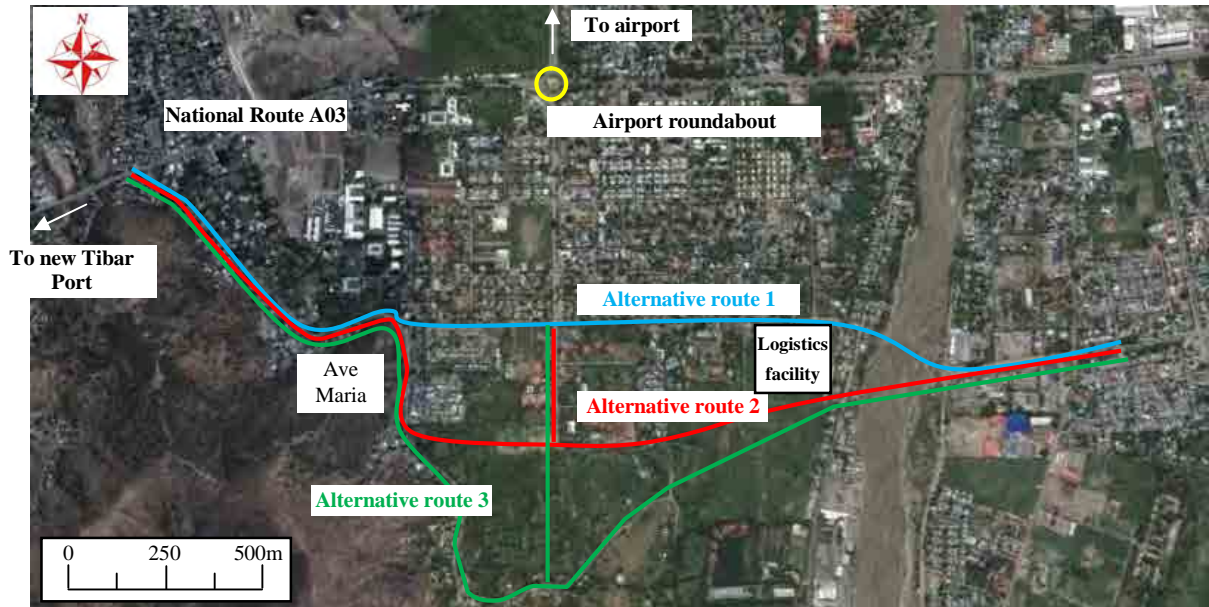 N
To airport
National Route A03
Airport roundabout
To new Tibar
Port
Alternative route 1
Logistics
facility
Ave
Maria
Alternative route 2
Alternative route 3
0 250 500m